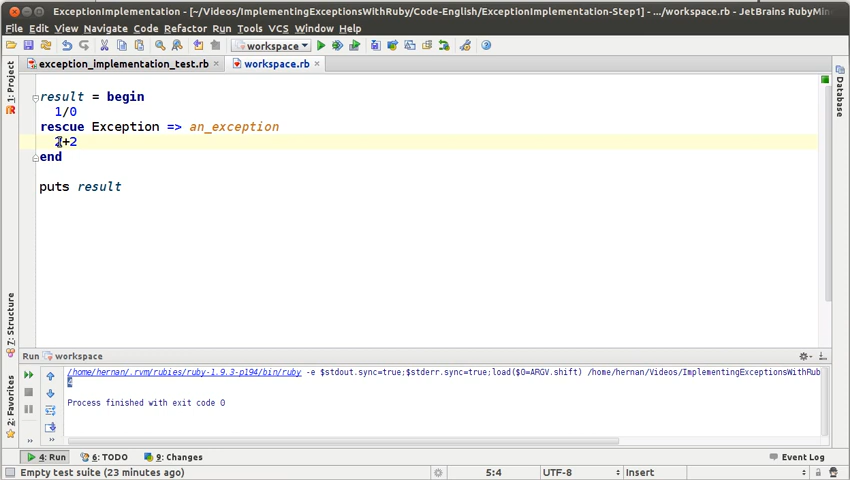 ExceptionImplementation - [~/Videos/ImplementingExceptionsWithRuby/Code-English/ExceptionImplementation-Step1] - .../workspace.rb - JetBrains RubyMin
File Edit View Navigate Code Refactor Run Tools VCS Window Help
workspace
exception_implementation_test.rb workspace.rb
1: Project
Database
result = begin
1/0
rescue Exception => an_exception
2+2
end
puts result
7: Structure
2: Favorites
Run workspace
/home/hernan/.rvm/rubies/ruby-1.9.3-p194/bin/ruby -e $stdout.sync=true;$stderr.sync=true;load($0=ARGV.shift) /home/hernan/Videos/ImplementingExceptionsWithRub
4
Process finished with exit code 0
4: Run 6: TODO 9: Changes Event Log
Empty test suite (23 minutes ago) 5:4 UTF-8 Insert